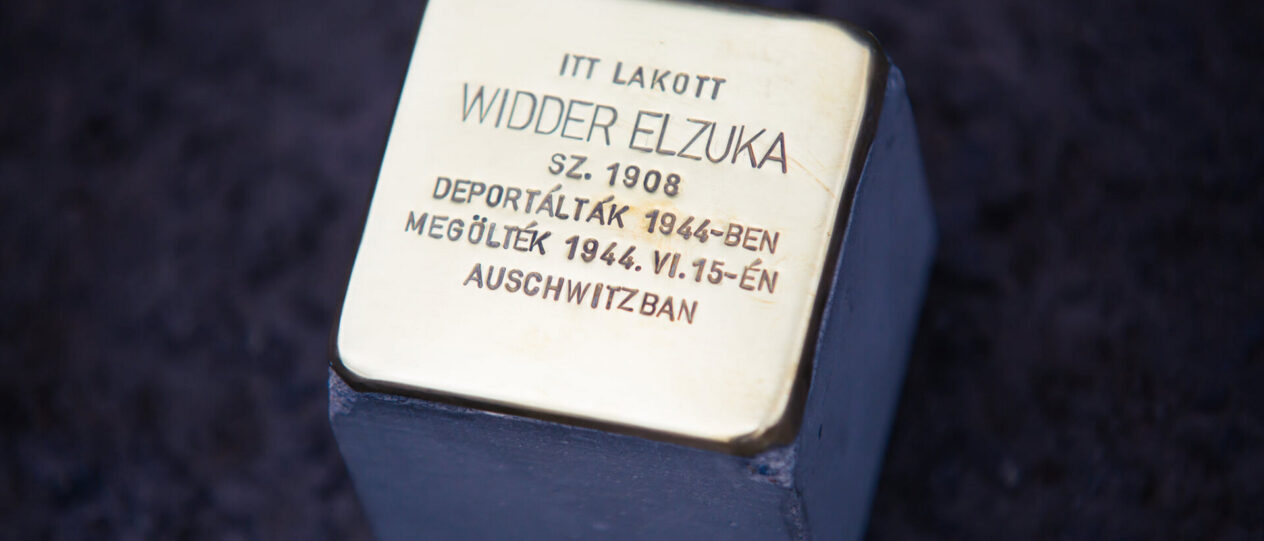 ITT LAKOTT
WIDDER ELZUKA
SZ. 1908
DEPORTÁLTÁK 1944-BEN
MEGÖLTÉK 1944. VI. 15-ÉN
AUSCHWITZBAN